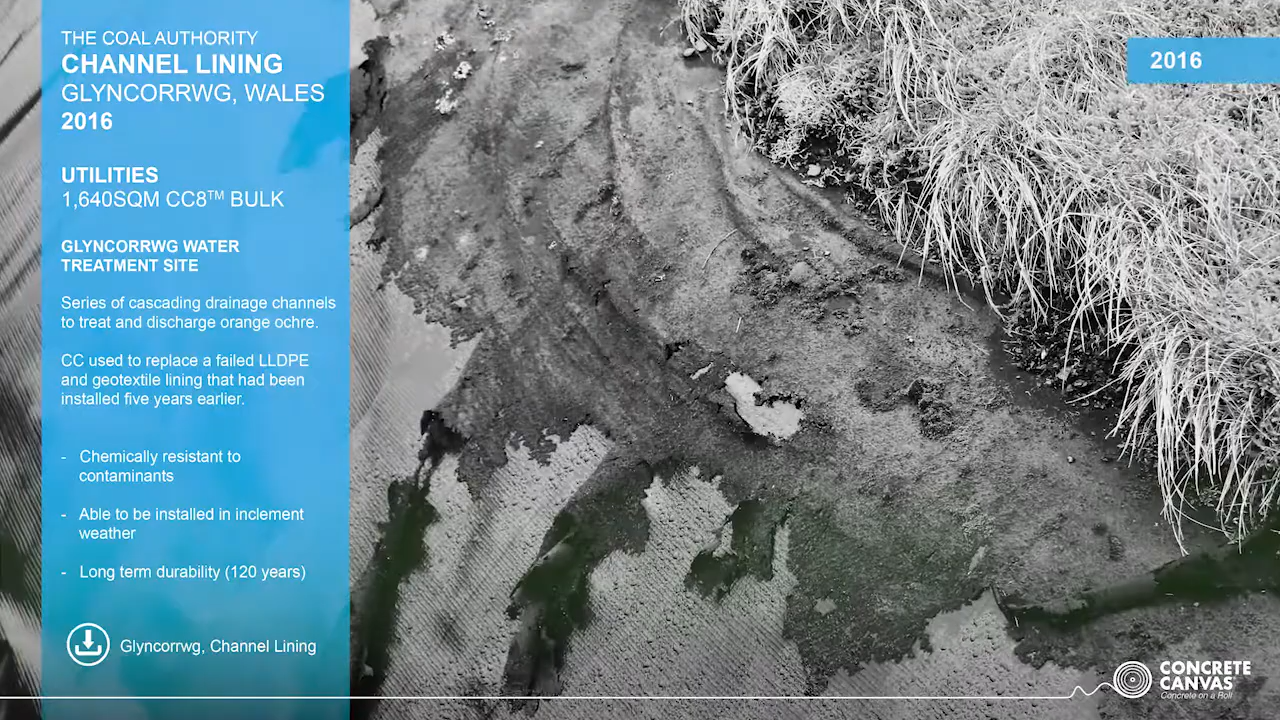 THE COAL AUTHORITY
CHANNEL LINING
GLYNCORRWG, WALES
2016
UTILITIES
1,640SQM CC8™ BULK
GLYNCORRWG WATER
TREATMENT SITE
Series of cascading drainage channels
to treat and discharge orange ochre.
CC used to replace a failed LLDPE
and geotextile lining that had been
installed five years earlier.
- Chemically resistant to
contaminants
- Able to be installed in inclement
weather
- Long term durability (120 years)
Glyncorrwg, Channel Lining
2016
CONCRETE
CANVAS
Concrete on a Roll